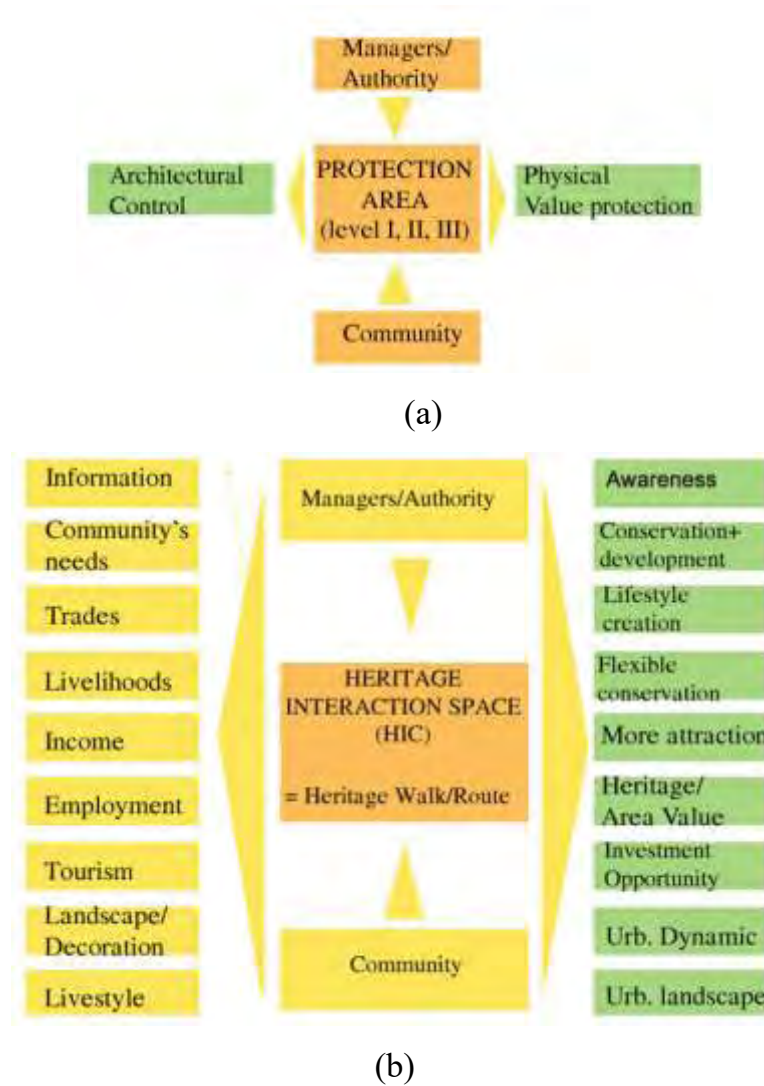 Managers/
Authority
Architectural
Control
PROTECTION
AREA
(level I, II, III)
Physical
Value protection
Community
(a)
Information
Community's
needs
Trades
Livelihoods
Income
Employment
Tourism
Landscape/
Decoration
Livestyle
Managers/Authority
HERITAGE
INTERACTION SPACE
(HIC)
= Heritage Walk/Route
Community
Awareness
Conservation+
development
Lifestyle
creation
Flexible
conservation
More attraction
Heritage/
Area Value
Investment
Opportunity
Urb. Dynamic
Urb. landscape
(b)